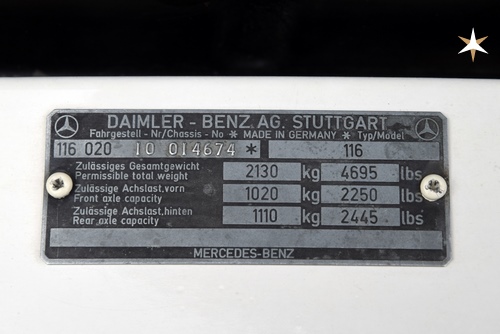 DAIMLER - BENZ. AG. STUTTGART
Fahrgestell - Nr/Chassis - No * MADE IN GERMANY * Typ/Model
116 020 10 014674 * 116
Zulässiges Gesamtgewicht
Permissible total weight 2130 kg 4695 lbs
Zulässige Achslast,vorn
Front axle capacity 1020 kg 2250 lbs
Zulässige Achslast,hinten
Rear axle capacity 1110 kg 2445 lbs
MERCEDES-BENZ